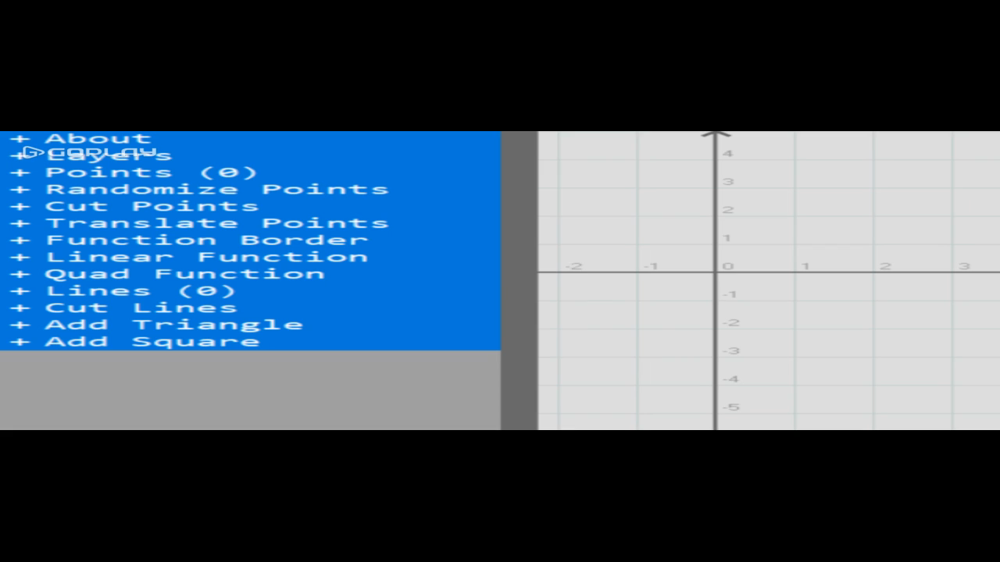 + About
GOPLAY
+ Layers
+ Points (0)
+ Randomize Points
+ Cut Points
+ Translate Points
+ Function Border
+ Linear Function
+ Quad Function
+ Lines (0)
+ Cut Lines
+ Add Triangle
+ Add Square
4
3
2
1
-2 -1 0 1 2 3
-1
-2
-3
-4
-5